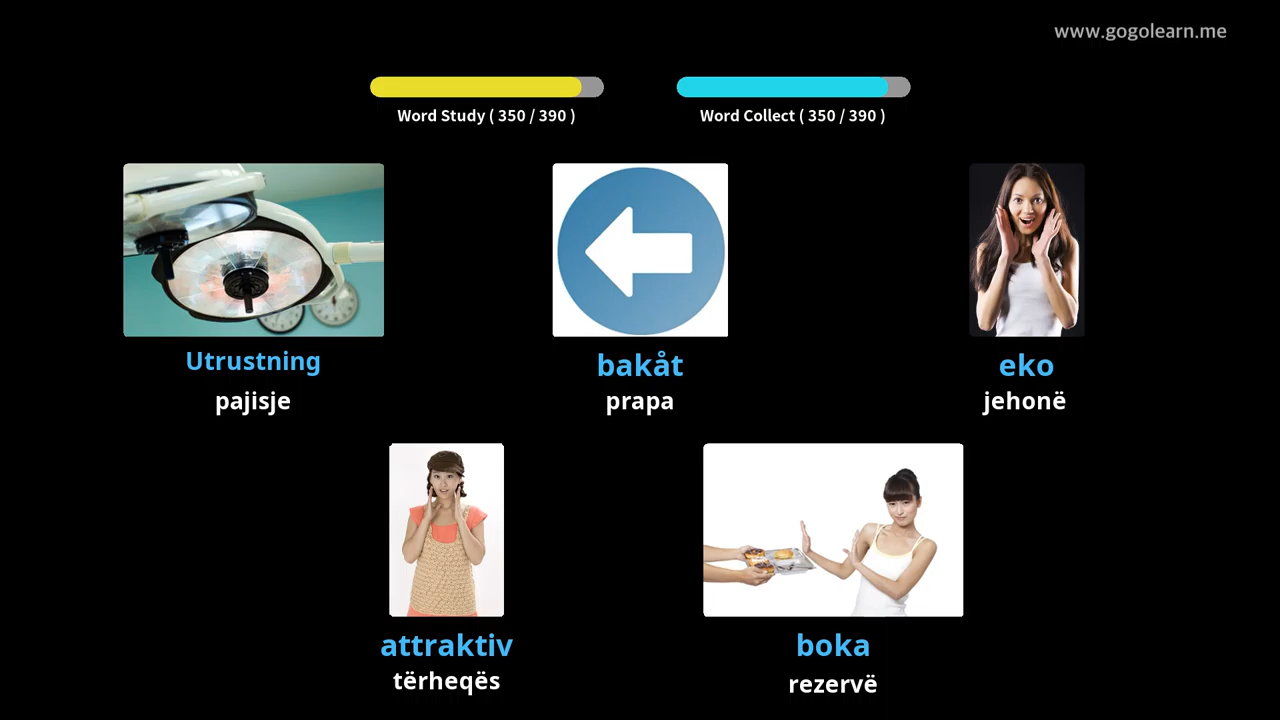 www.gogolearn.me
Word Study ( 350 / 390 )
Word Collect ( 350 / 390 )
Utrustning
pajisje
bakåt
prapa
eko
jehonë
attraktiv
tërheqës
boka
rezervë